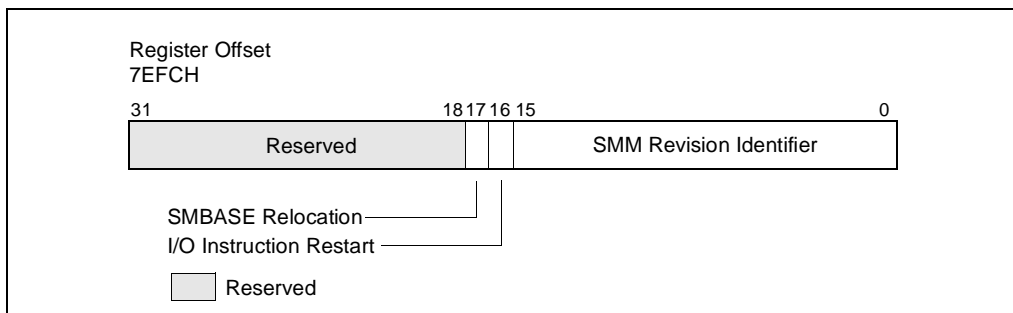 Register Offset
7EFCH
31 18 17 16 15 0
Reserved SMM Revision Identifier
SMBASE Relocation
I/O Instruction Restart
Reserved